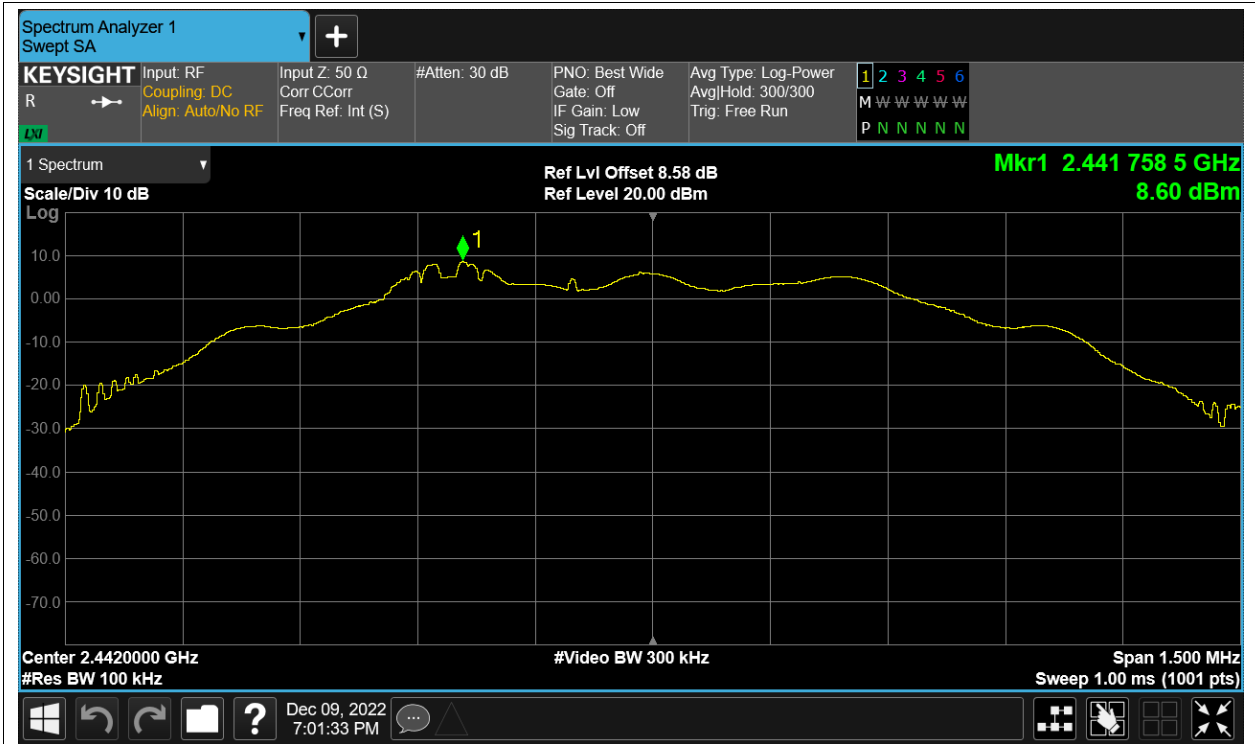 Spectrum Analyzer 1
Swept SA
KEYSIGHT
R
LXI
Input: RF
Coupling: DC
Align: Auto/No RF
Input Z: 50 Ω
Corr CCorr
Freq Ref: Int (S)
#Atten: 30 dB
PNO: Best Wide
Gate: Off
IF Gain: Low
Sig Track: Off
Avg Type: Log-Power
Avg|Hold: 300/300
Trig: Free Run
1 2 3 4 5 6
M W W W W W
P N N N N N
1 Spectrum
Scale/Div 10 dB
Log
Ref Lvl Offset 8.58 dB
Ref Level 20.00 dBm
Mkr1 2.441 758 5 GHz
8.60 dBm
1
10.0
0.00
-10.0
-20.0
-30.0
-40.0
-50.0
-60.0
-70.0
Center 2.4420000 GHz
#Res BW 100 kHz
#Video BW 300 kHz
Span 1.500 MHz
Sweep 1.00 ms (1001 pts)
?
Dec 09, 2022
7:01:33 PM